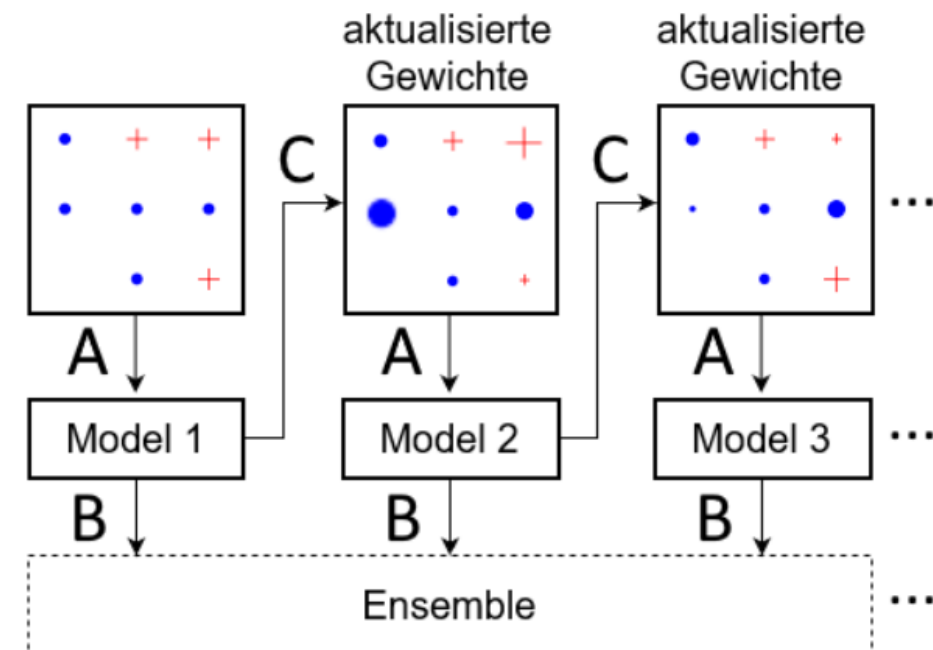 aktualisierte
Gewichte
aktualisierte
Gewichte
C
C
...
A
A
A
Model 1
Model 2
Model 3
...
B
B
B
Ensemble
...